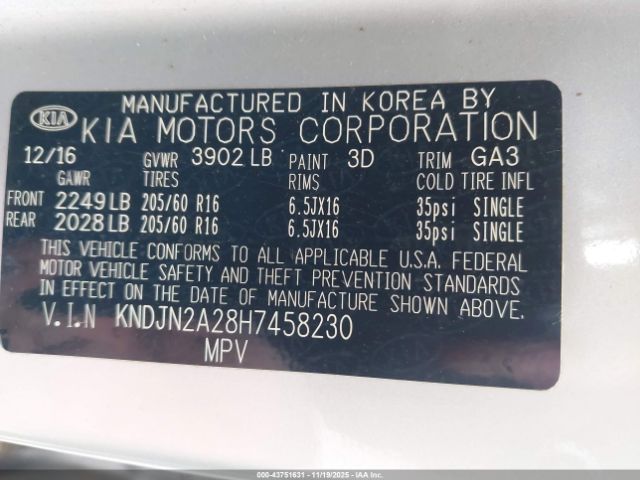 KIA MANUFACTURED IN KOREA BY
KIA MOTORS CORPORATION
12/16 GVWR 3902 LB PAINT 3D TRIM GA3
GAWR TIRES RIMS COLD TIRE INFL
FRONT 2249 LB 205/60 R16 6.5JX16 35psi SINGLE
REAR 2028 LB 205/60 R16 6.5JX16 35psi SINGLE
THIS VEHICLE CONFORMS TO ALL APPLICABLE U.S.A. FEDERAL
MOTOR VEHICLE SAFETY AND THEFT PREVENTION STANDARDS
IN EFFECT ON THE DATE OF MANUFACTURE SHOWN ABOVE.
V.I.N KNDJN2A28H7458230
MPV
000-43751631 - 11/19/2025 - IAA Inc.